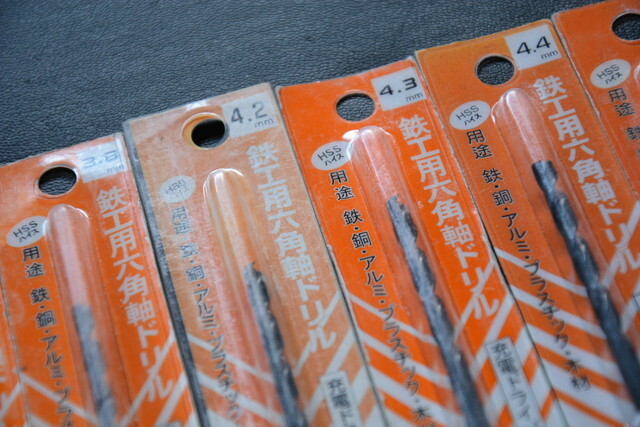 3.8
HSS
ハイス
鉄工用六角軸ドリル
用途 鉄・銅・アルミ・プラス
4.2
mm
HSS
鉄工用六角軸ドリル
用途 鉄・銅・アルミ・プラスチック
充電ド
4.3
mm
HSS
ハイス
鉄工用六角軸ドリル
用途 鉄・銅・アルミ・プラスチック・木
充電ドライ
4.4
mm
HSS
ハイス
鉄工用六角軸ドリル
用途 鉄・銅・アルミ・プラスチック・木材
HSS
ハイス
用途